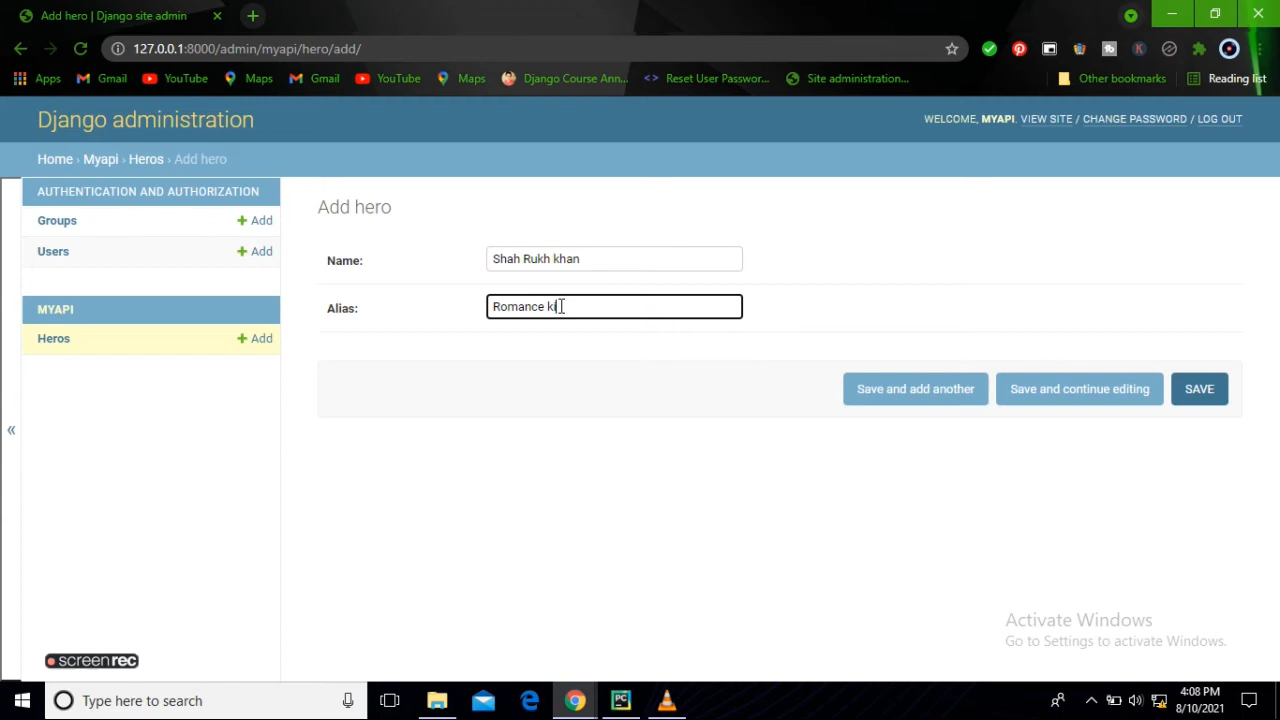 Add hero | Django site admin
127.0.0.1:8000/admin/myapi/hero/add/
Apps Gmail YouTube Maps Gmail YouTube Maps Django Course Ann... Reset User Passwor... Site administration... Other bookmarks Reading list
Django administration
WELCOME, MYAPI. VIEW SITE / CHANGE PASSWORD / LOG OUT
Home › Myapi › Heros › Add hero
AUTHENTICATION AND AUTHORIZATION
Groups + Add
Users + Add
MYAPI
Heros + Add
«
Add hero
Name: Shah Rukh khan
Alias: Romance ki
Save and add another Save and continue editing SAVE
Activate Windows
Go to Settings to activate Windows.
screenrec
Type here to search
4:08 PM
8/10/2021